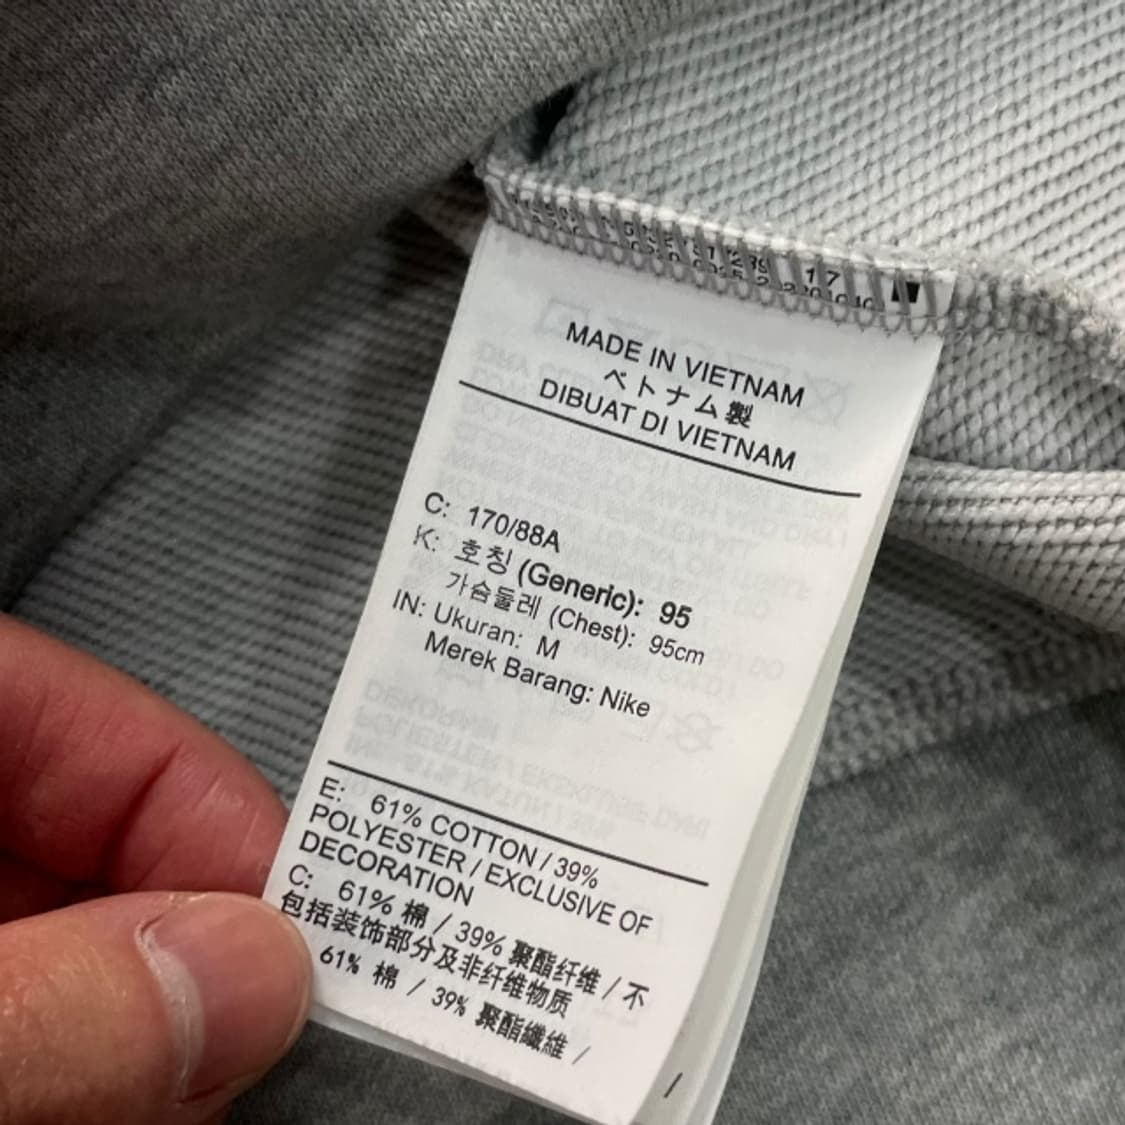 MADE IN VIETNAM
ベトナム製
DIBUAT DI VIETNAM
C: 170/88A
K: 호칭 (Generic): 95
가슴둘레 (Chest): 95cm
IN: Ukuran: M
Merek Barang: Nike
E: 61% COTTON / 39%
POLYESTER / EXCLUSIVE OF
DECORATION
C: 61% 棉 / 39% 聚酯纤维 / 不
包括装饰部分及非纤维物质
61% 棉 / 39% 聚酯纖維 /